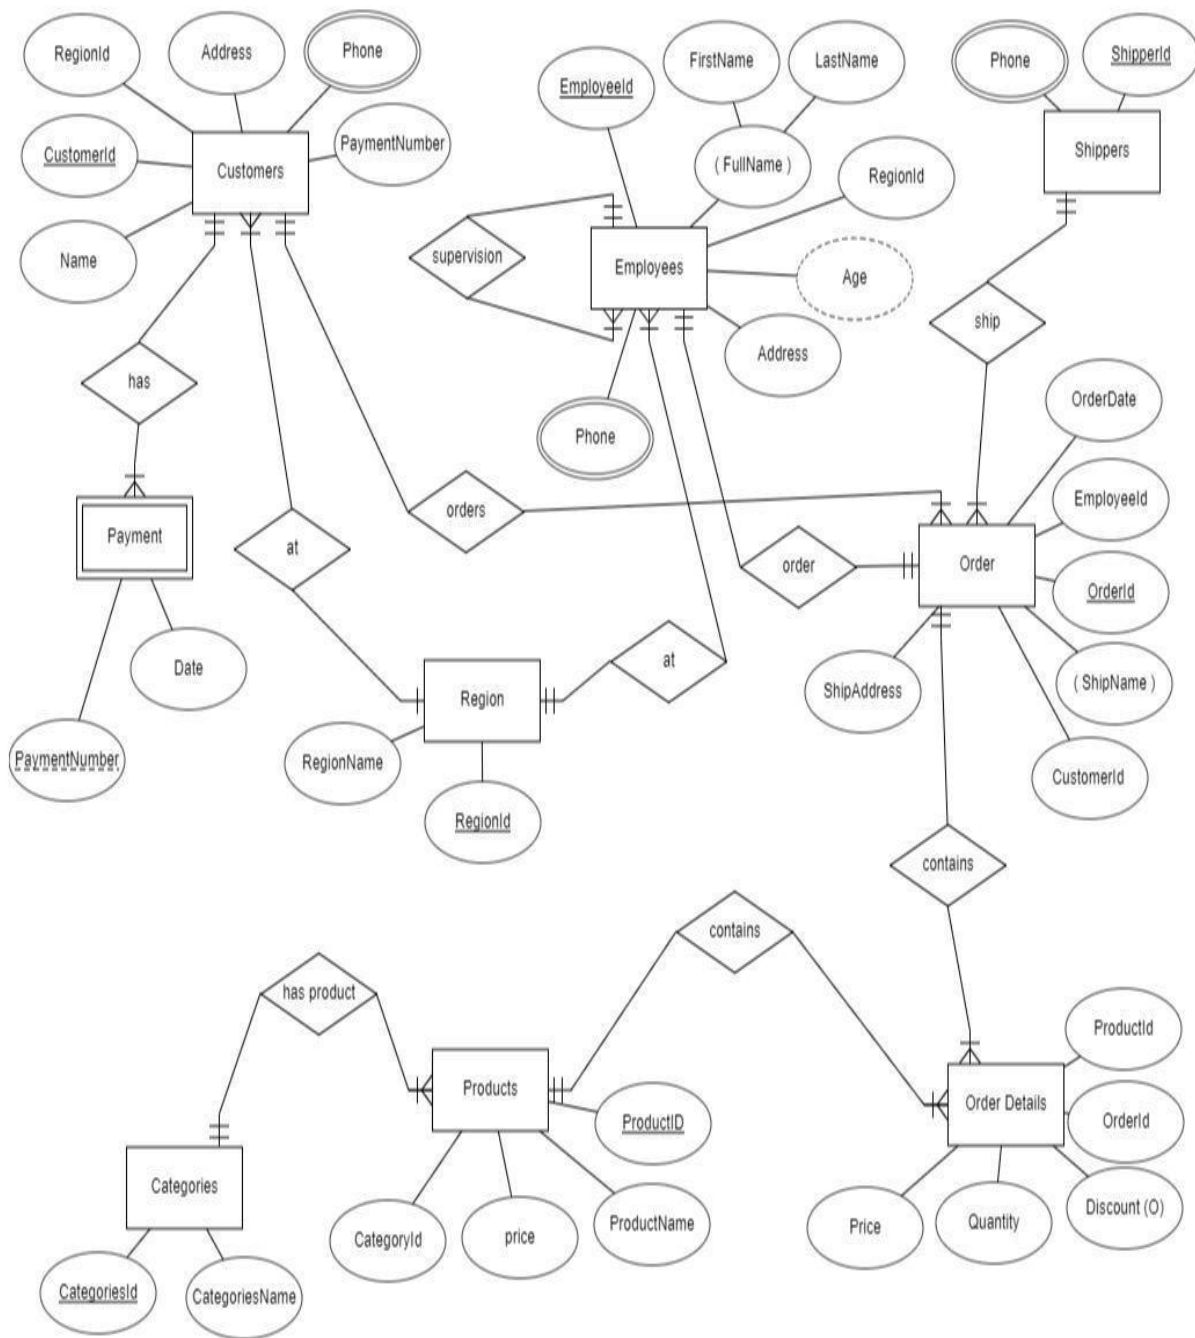 RegionId
Address
Phone
CustomerId
Customers
PaymentNumber
Name
EmployeeId
FirstName
LastName
( FullName )
RegionId
supervision
Employees
Age
Address
Phone
Phone
ShipperId
Shippers
ship
has
Payment
PaymentNumber
Date
at
orders
order
at
Region
RegionName
RegionId
OrderDate
EmployeeId
Order
OrderId
ShipAddress
( ShipName )
CustomerId
contains
contains
has product
Products
ProductID
CategoryId
price
ProductName
Categories
CategoriesId
CategoriesName
Order Details
ProductId
OrderId
Price
Quantity
Discount (O)